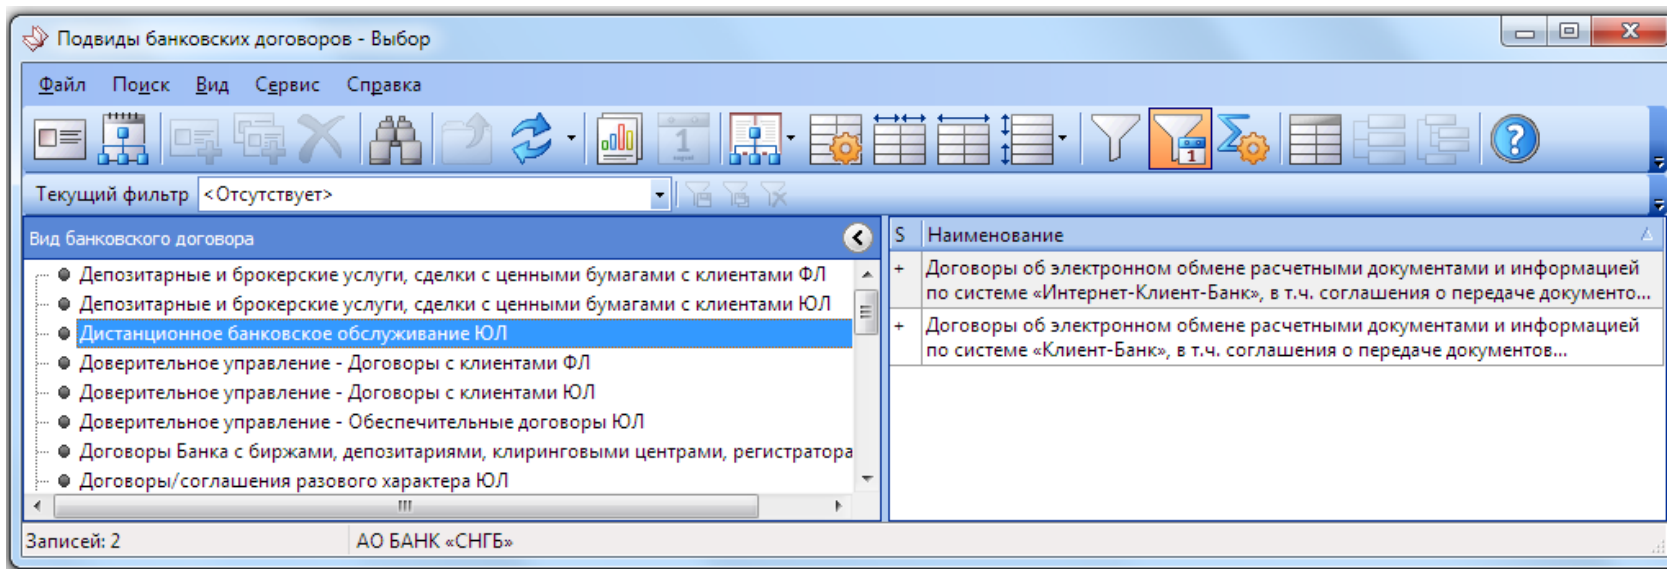 Подвиды банковских договоров - Выбор
Файл Поиск Вид Сервис Справка
1
1
Текущий фильтр <Отсутствует>
Вид банковского договора
Депозитарные и брокерские услуги, сделки с ценными бумагами с клиентами ФЛ
Депозитарные и брокерские услуги, сделки с ценными бумагами с клиентами ЮЛ
Дистанционное банковское обслуживание ЮЛ
Доверительное управление - Договоры с клиентами ФЛ
Доверительное управление - Договоры с клиентами ЮЛ
Доверительное управление - Обеспечительные договоры ЮЛ
Договоры Банка с биржами, депозитариями, клиринговыми центрами, регистратора
Договоры/соглашения разового характера ЮЛ
S Наименование
+ Договоры об электронном обмене расчетными документами и информацией
по системе «Интернет-Клиент-Банк», в т.ч. соглашения о передаче документо...
+ Договоры об электронном обмене расчетными документами и информацией
по системе «Клиент-Банк», в т.ч. соглашения о передаче документов...
Записей: 2 АО БАНК «СНГБ»